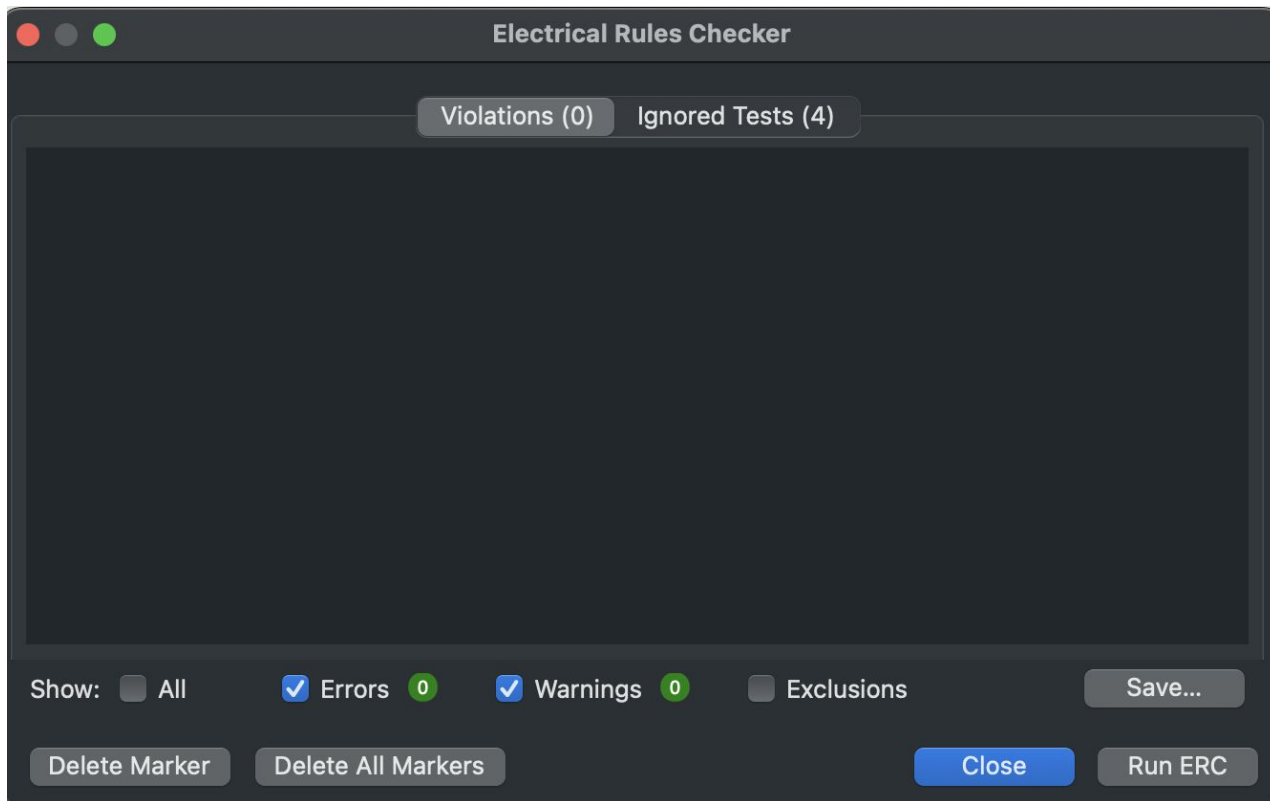 Electrical Rules Checker
Violations (0) Ignored Tests (4)
Show: All Errors 0 Warnings 0 Exclusions Save...
Delete Marker Delete All Markers Close Run ERC